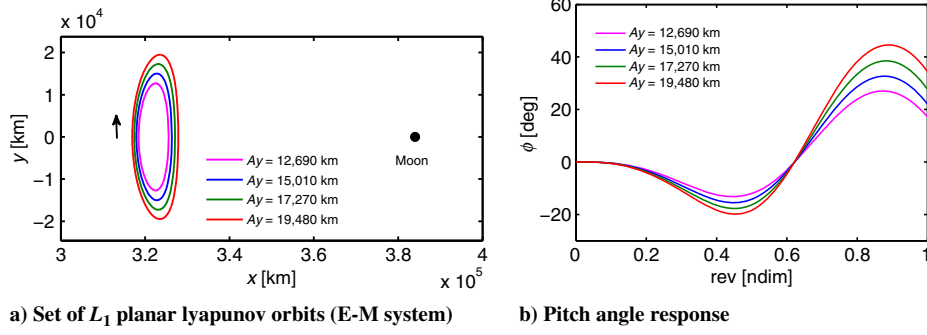 x 10⁴
2
1
0
-1
-2
y [km]
Ay = 12,690 km
Ay = 15,010 km
Ay = 17,270 km
Ay = 19,480 km
Moon
3 3.2 3.4 3.6 3.8 4
x [km]
x 10⁵
a) Set of L₁ planar lyapunov orbits (E-M system)
60
40
20
0
-20
ϕ [deg]
Ay = 12,690 km
Ay = 15,010 km
Ay = 17,270 km
Ay = 19,480 km
0 0.2 0.4 0.6 0.8 1
rev [ndim]
b) Pitch angle response